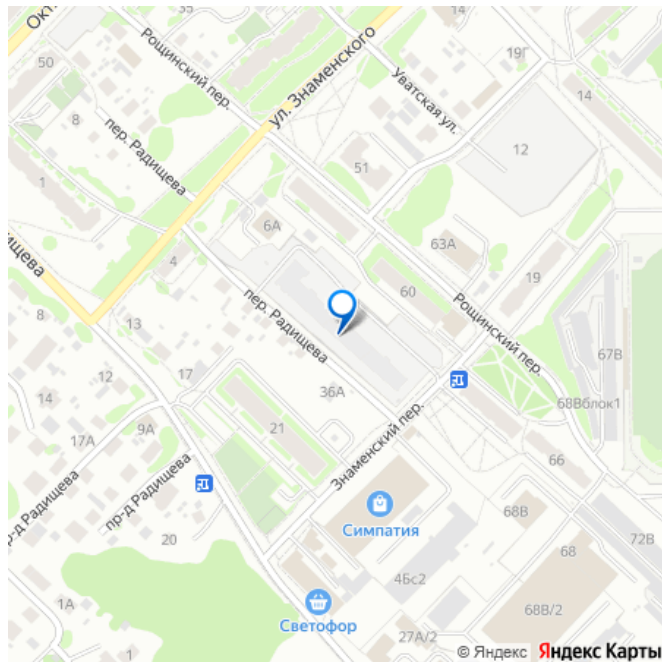 Окт
14
Рощинский пер.
ул. Знаменского
19Г
50
Уватская ул.
14
8
пер. Радищева
12
51
1
6А
63А
ищева
4
19
пер. Радищева
60
Рощинский пер.
8
13
67В
12
17
36А
68Вблок1
14
21
Знаменский пер.
9А
17А
66
пр-д Радищева
пр-д Радищева
Симпатия
68В
20
72В
68
4Бс2
1А
68В/2
Светофор
27А/2
1
© Яндекс Яндекс Карты